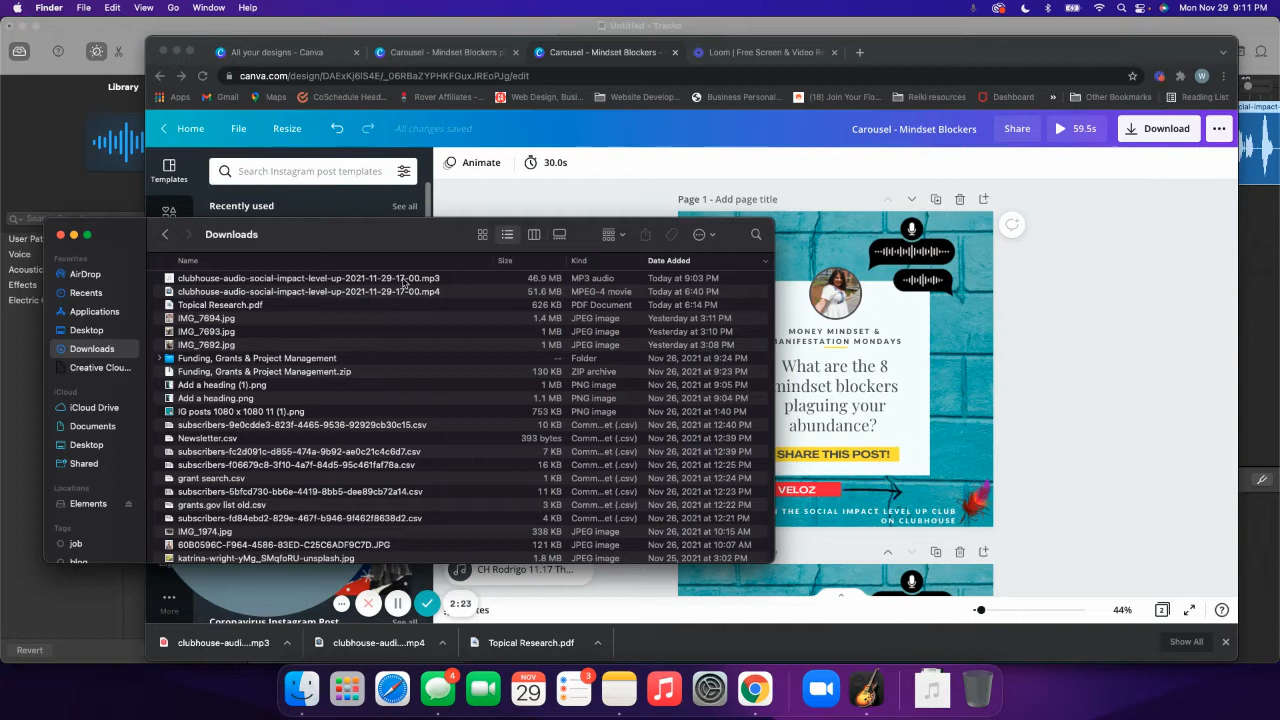 Finder File Edit View Go Window Help
Mon Nov 29 9:11 PM
Untitled - Tracks
All your designs - Canva
Carousel - Mindset Blockers p
Carousel - Mindset Blockers -
Loom | Free Screen & Video Re
canva.com/design/DAExKj6lS4E/_06RBaZYPHKFGuxJREoPJg/edit
Apps Gmail Maps CoSchedule Head... Rover Affiliates -... Web Design, Busi... Website Develop... Business Personal... (18) Join Your Flo... Reiki resources Dashboard Other Bookmarks Reading List
Library
Home File Resize All changes saved Carousel - Mindset Blockers Share 59.5s Download
Templates
Search Instagram post templates
Animate 30.0s
Recently used See all
Page 1 - Add page title
User Pat
Voice
Acoustic
Effects
Electric
Revert
Downloads
Favorites
AirDrop
Recents
Applications
Desktop
Downloads
Creative Clou...
iCloud
iCloud Drive
Documents
Desktop
Shared
Locations
Elements
Tags
job
blog
Name Size Kind Date Added
clubhouse-audio-social-impact-level-up-2021-11-29-17-00.mp3 46.9 MB MP3 audio Today at 9:03 PM
clubhouse-audio-social-impact-level-up-2021-11-29-17-00.mp4 51.6 MB MPEG-4 movie Today at 6:40 PM
Topical Research.pdf 626 KB PDF Document Today at 6:14 PM
IMG_7694.jpg 1.4 MB JPEG image Yesterday at 3:11 PM
IMG_7693.jpg 1 MB JPEG image Yesterday at 3:10 PM
IMG_7692.jpg 1 MB JPEG image Yesterday at 3:08 PM
Funding, Grants & Project Management -- Folder Nov 26, 2021 at 9:24 PM
Funding, Grants & Project Management.zip 130 KB ZIP archive Nov 26, 2021 at 9:23 PM
Add a heading (1).png 1 MB PNG image Nov 26, 2021 at 9:05 PM
Add a heading.png 1.1 MB PNG image Nov 26, 2021 at 9:04 PM
IG posts 1080 x 1080 11 (1).png 753 KB PNG image Nov 26, 2021 at 1:40 PM
subscribers-9e0cdde3-823f-4465-9536-92929cb30c15.csv 10 KB Comm...et (.csv) Nov 26, 2021 at 12:40 PM
Newsletter.csv 393 bytes Comm...et (.csv) Nov 26, 2021 at 12:39 PM
subscribers-fc2d091c-d855-474a-9b92-ae0c21c4c6dc.csv 7 KB Comm...et (.csv) Nov 26, 2021 at 12:39 PM
subscribers-f06679c8-3f10-4a7f-84d5-95c461faf78a.csv 16 KB Comm...et (.csv) Nov 26, 2021 at 12:25 PM
grant search.csv 1 KB Comm...et (.csv) Nov 26, 2021 at 12:24 PM
subscribers-5bfcd730-bb6e-4419-8bb5-dee89cb72a14.csv 11 KB Comm...et (.csv) Nov 26, 2021 at 12:23 PM
grants.gov list old.csv 3 KB Comm...et (.csv) Nov 26, 2021 at 12:22 PM
subscribers-fd84ebd2-829e-467f-b946-9f462f8638d2.csv 4 KB Comm...et (.csv) Nov 26, 2021 at 12:21 PM
IMG_1974.jpg 338 KB JPEG image Nov 26, 2021 at 10:15 AM
60B0596C-F964-4586-83ED-C25C6ADF9C7D.JPG 121 KB JPEG image Nov 26, 2021 at 10:07 AM
katrina-wright-yMg_SMqfmRU-unsplash.jpg 1.8 MB JPEG image Nov 25, 2021 at 3:02 PM
MONEY MINDSET &
MANIFESTATION MONDAYS
What are the 8
mindset blockers
plaguing your
abundance?
SHARE THIS POST!
VELOZ
THE SOCIAL IMPACT LEVEL UP CLUB
ON CLUBHOUSE
CH Rodrigo 11.17 Th...
More
2:23
Coronavirus Instagram Post See all
44% 2
clubhouse-audi....mp3
clubhouse-audi....mp4
Topical Research.pdf
Show All
4
NOV
29
3